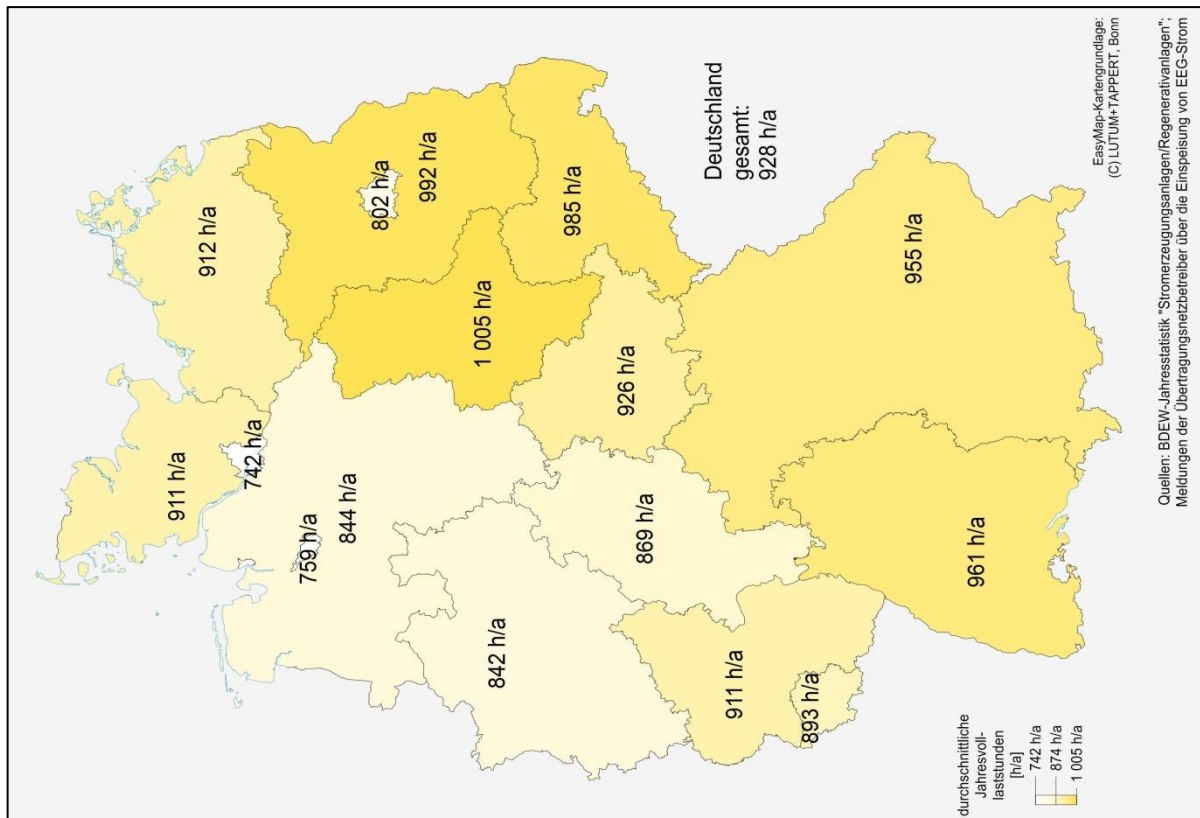 911 h/a
912 h/a
742 h/a
759 h/a
844 h/a
802 h/a
992 h/a
1 005 h/a
842 h/a
985 h/a
926 h/a
869 h/a
911 h/a
893 h/a
961 h/a
955 h/a
Deutschland
gesamt:
928 h/a
durchschnittliche
Jahresvoll-
laststunden
[h/a]
742 h/a
874 h/a
1 005 h/a
EasyMap-Kartengrundlage:
(C) LUTUM+TAPPERT, Bonn
Quellen: BDEW-Jahresstatistik "Stromerzeugungsanlagen/Regenerativanlagen";
Meldungen der Übertragungsnetzbetreiber über die Einspeisung von EEG-Strom